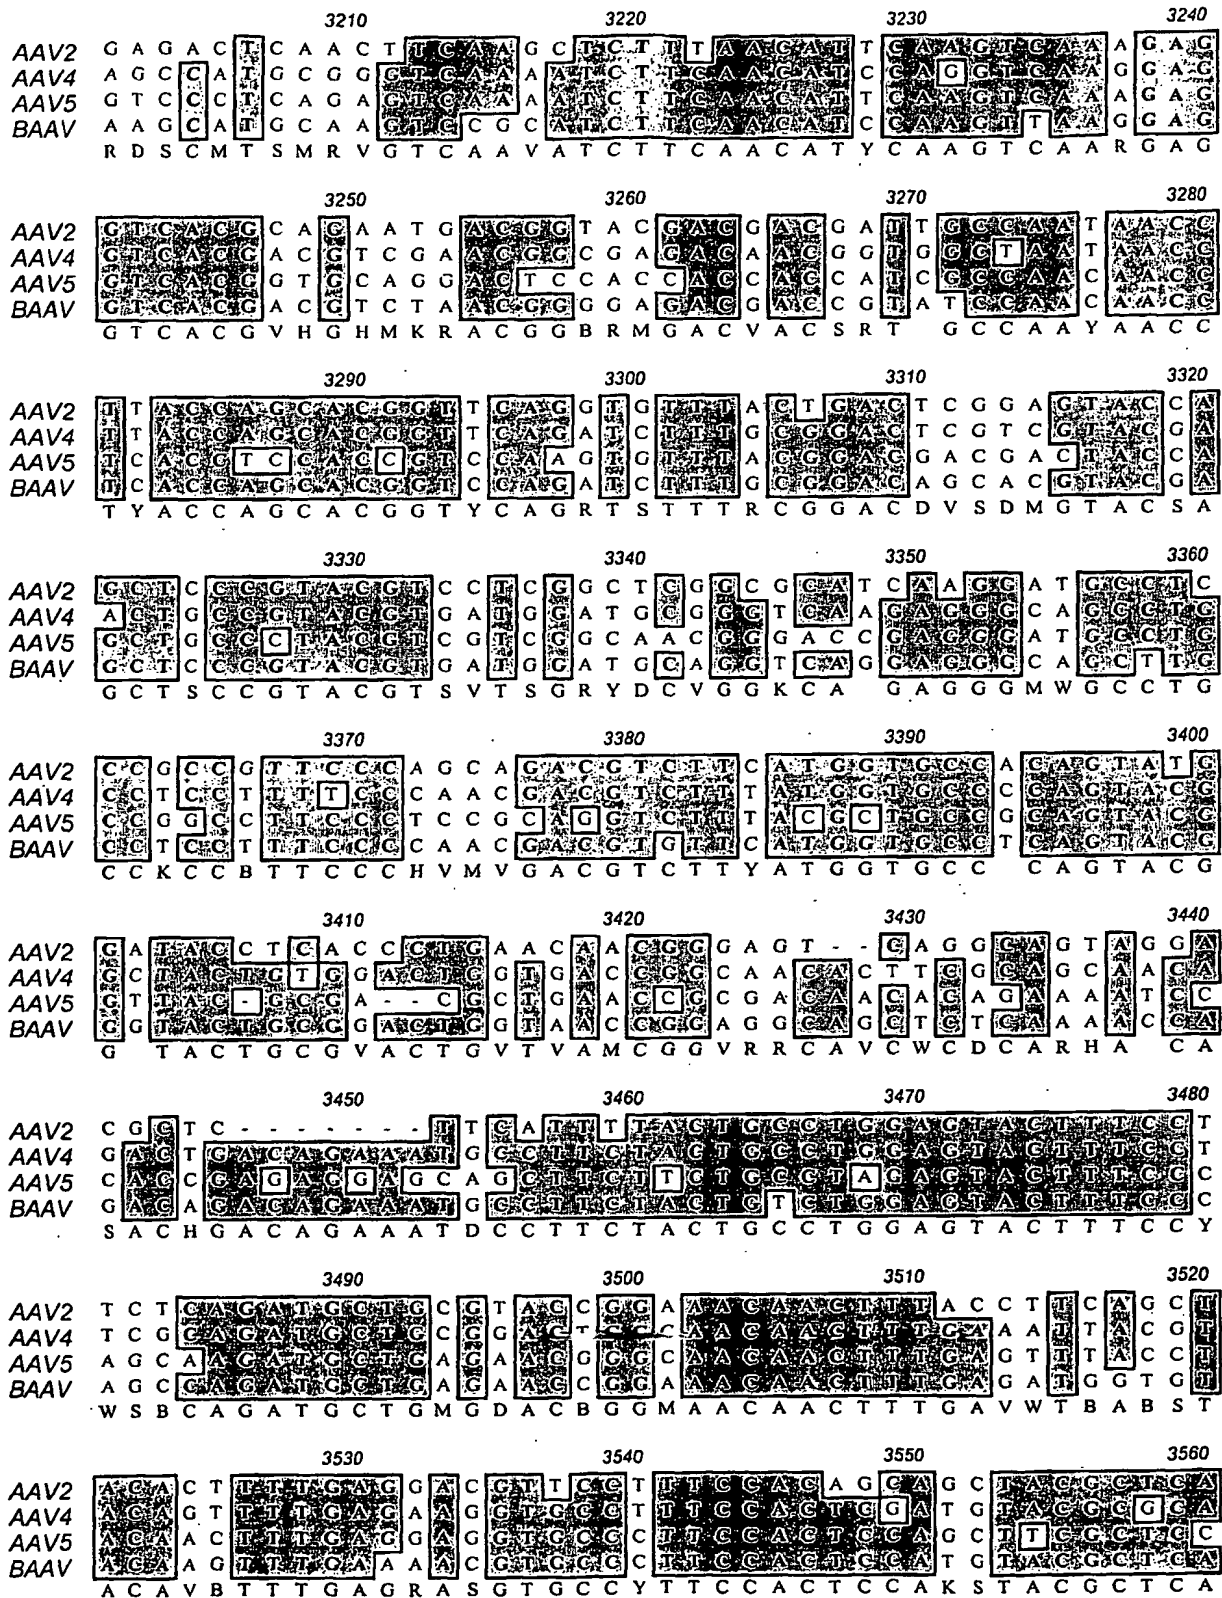 3210 3220 3230 3240
AAV2 G A G A C T C A A C T T C A A G C T C T T T A A C A T T C A A G T C A A A G A G
AAV4 A G C C A T G C G G G T C A A A A T C T T C A A C A T C C A G G T C A A G G A G
AAV5 G T C C C T C A G A G T C A A A A T C T T C A A C A T T C A A G T C A A A G A G
BAAV A A G C A T G C A A G T C C G C A T C T T C A A C A T C G A A G T T A A G G A G
R D S C M T S M R V G T C A A V A T C T T C A A C A T Y C A A G T C A A R G A G
3250 3260 3270 3280
AAV2 G T C A C G C A G A A T G A C G G T A C G A C G A C G A T T G C C A A T A A C C
AAV4 G T C A C G A C G T C G A A C G G C G A G A C A A C G G T G G C T A A T A A C C
AAV5 G T C A C G G T G C A G G A C T C C A C C A C C A C C A T C G C C A A C A A C C
BAAV G T C A C G A C G T C T A A C G G G G A G A C G A C C G T A T C C A A C A A C C
G T C A C G V H G H M K R A C G G B R M G A C V A C S R T G C C A A Y A A C C
3290 3300 3310 3320
AAV2 T T A C C A G C A C G G T T C A G G T G T T T A C T G A C T C G G A G T A C C A
AAV4 T T A C C A G C A C G G T T C A G A T C T T T G C G G A C T C G T C G T A C G A
AAV5 T C A C C T C C A C C G T C C A A G T G T T T A C G G A C G A C G A C T A C C A
BAAV T C A C C A G C A C G G T C C A G A T C T T T G C G G A C A G C A C G T A C G A
T Y A C C A G C A C G G T Y C A G R T S T T T R C G G A C D V S D M G T A C S A
3330 3340 3350 3360
AAV2 G C T C C C G T A C G T C C T C G G C T C G G C G C A T C A A G G A T G C C T C
AAV4 A C T G C C G T A C G T G A T G G A T G C G G G T C A A G A G G G C A G C C T G
AAV5 G C T G C C C T A C G T C G T C G G C A A C G G G A C C G A G G G A T G C C T G
BAAV G C T C C C G T A C G T G A T G G A T G C A G G T C A G G A G G G C A G C T T G
G C T S C C G T A C G T S V T S G R Y D C V G G K C A G A G G G M W G C C T G
3370 3380 3390 3400
AAV2 C C G C C G T T C C C A G C A G A C G T C T T C A T G G T G C C A C A G T A T G
AAV4 C C T C C T T T T C C C A A C G A C G T C T T T A T G G T G C C C C A G T A C G
AAV5 C C G G C C T T C C C T C C G C A G G T C T T T A C G C T G C C G C A G T A C G
BAAV C C T C C T T T C C C C A A C G A C G T G T T C A T G G T G C C T C A G T A C G
C C K C C B T T C C C H V M V G A C G T C T T Y A T G G T G C C C A G T A C G
3410 3420 3430 3440
AAV2 G A T A C C T C A C C C T G A A C A A C G G G A G T - - C A G G C A G T A G G A
AAV4 G C T A C T G T G G A C T G G T G A C C G G C A A C A C T T C G C A G C A A C A
AAV5 G T T A C - G C G A - - C G C T G A A C C G C G A C A A C A C A G A A A A T C C
BAAV G G T A C T G C G G A C T G G T A A C C G G A G G C A G C T C T C A A A A C C A
G T A C T G C G V A C T G V T V A M C G G V R R C A V C W C D C A R H A C A
3450 3460 3470 3480
AAV2 C G C T C - - - - - - - T T C A T T T T A C T G C C T G G A G T A C T T T C C T
AAV4 G A C T G A C A G A A A T G C C T T C T A C T G C C T G G A G T A C T T T C C T
AAV5 C A C C G A G A G G A G C A G C T T C T T C T G C C T A G A G T A C T T T C C C
BAAV G A C A G A C A G A A A T G C G T T C T A C T G T C T G G A G T A C T T T C C C
S A C H G A C A G A A A T D C C T T C T A C T G C C T G G A G T A C T T T C C Y
3490 3500 3510 3520
AAV2 T C T C A G A T G C T G C G T A C C G G A A A C A A C T T T A C C T T C A G C T
AAV4 T C G C A G A T G C T G C G G A C T G G C A A C A A C T T T G A A A T T A C G T
AAV5 A G C A A G A T G C T G A G A A C G G G C A A C A A C T T T G A G T T T A C C T
BAAV A G C C A G A T G C T G A G A A C C G G A A A C A A C T T T G A G A T G G T G T
W S B C A G A T G C T G M G D A C B G G M A A C A A C T T T G A V W T B A B S T
3530 3540 3550 3560
AAV2 A C A C T T T T G A G G A C G T T C C T T T C C A C A G C A G C T A C G C T C A
AAV4 A C A G T T T T G A G A A G G T G C C T T T C C A C T C G A T G T A C G C G C A
AAV5 A C A A C T T T G A G G A G G T G C C C T T C C A C T C C A G C T T C G C T C C
BAAV A C A A G T T T G A A A A C G T G C C C T T C C A C T C C A T G T A C G C T C A
A C A V B T T T G A G R A S G T G C C Y T T C C A C T C C A K S T A C G C T C A